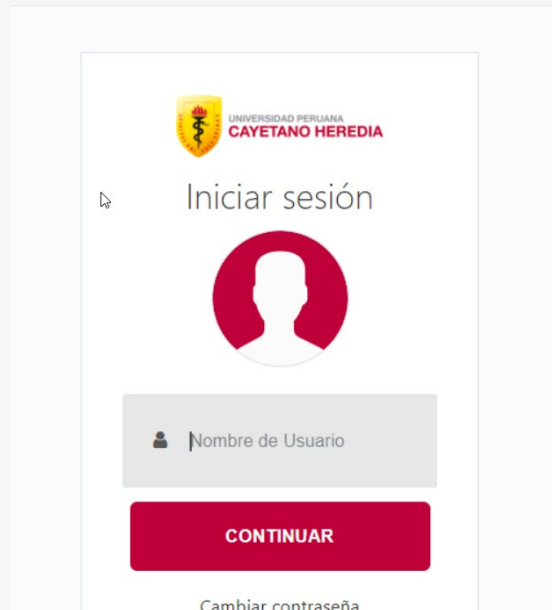 UNIVERSIDAD PERUANA
CAYETANO HEREDIA
Iniciar sesión
Nombre de Usuario
CONTINUAR
Cambiar contraseña